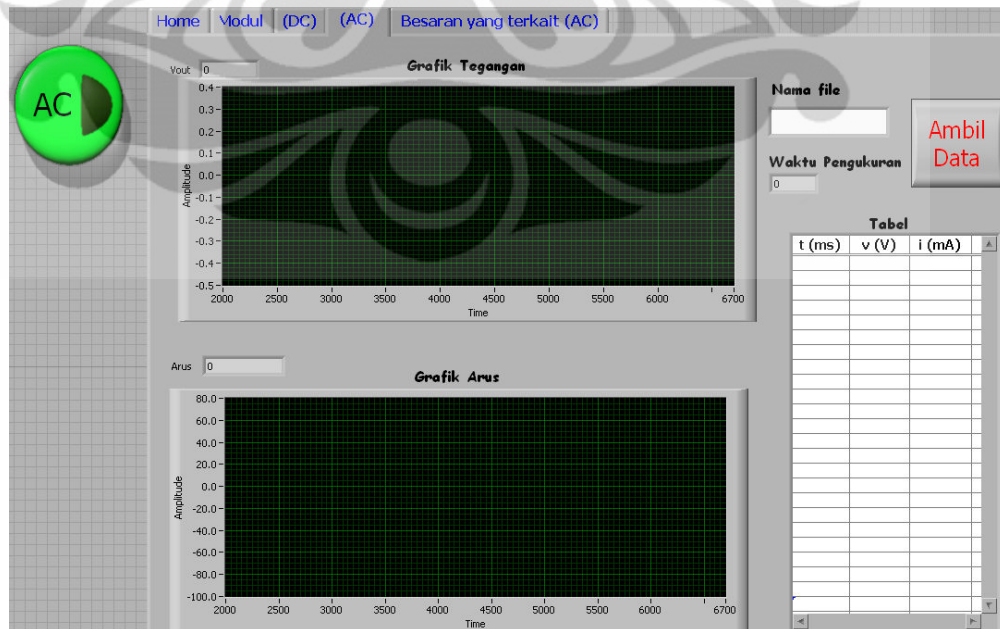 Home Modul (DC) (AC) Besaran yang terkait (AC)
AC
Vout 0
Grafik Tegangan
0.4
0.3
0.2
0.1
0.0
-0.1
-0.2
-0.3
-0.4
-0.5
Amplitude
2000 2500 3000 3500 4000 4500 5000 5500 6000 6700
Time
Nama file
Ambil
Data
Waktu Pengukuran
0
Tabel
t (ms) v (V) i (mA)
Arus 0
Grafik Arus
80.0
60.0
40.0
20.0
0.0
-20.0
-40.0
-60.0
-80.0
-100.0
Amplitude
2000 2500 3000 3500 4000 4500 5000 5500 6000 6700
Time